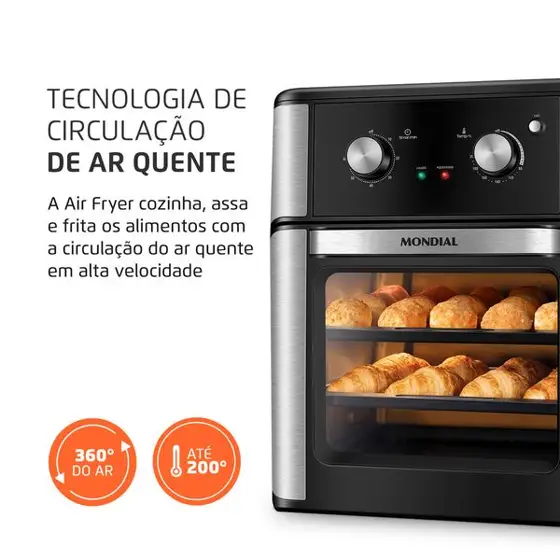 TECNOLOGIA DE
CIRCULAÇÃO
DE AR QUENTE
A Air Fryer cozinha, assa
e frita os alimentos com
a circulação do ar quente
em alta velocidade
MONDIAL
360°
DO AR
ATÉ
200°